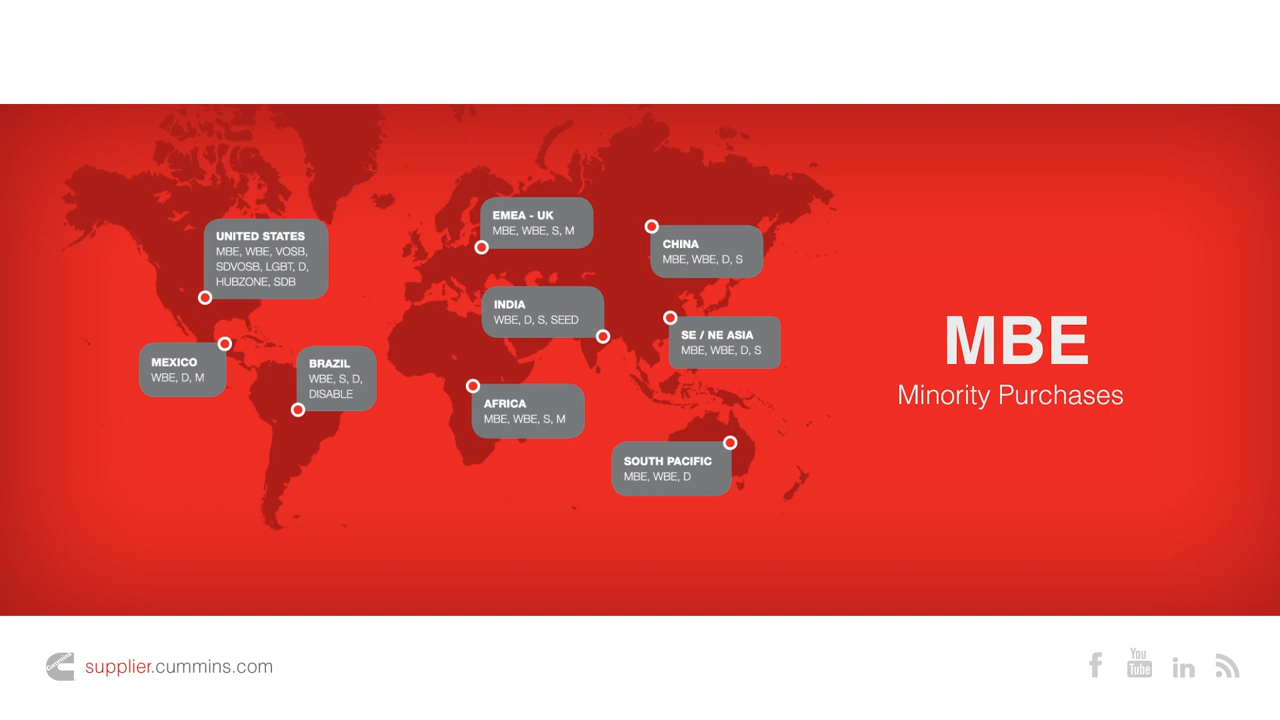 UNITED STATES
MBE, WBE, VOSB,
SDVOSB, LGBT, D,
HUBZONE, SDB
EMEA - UK
MBE, WBE, S, M
CHINA
MBE, WBE, D, S
INDIA
WBE, D, S, SEED
SE / NE ASIA
MBE, WBE, D, S
MEXICO
WBE, D, M
BRAZIL
WBE, S, D,
DISABLE
AFRICA
MBE, WBE, S, M
SOUTH PACIFIC
MBE, WBE, D
MBE
Minority Purchases
Cummins
supplier.cummins.com
f
You
Tube
in